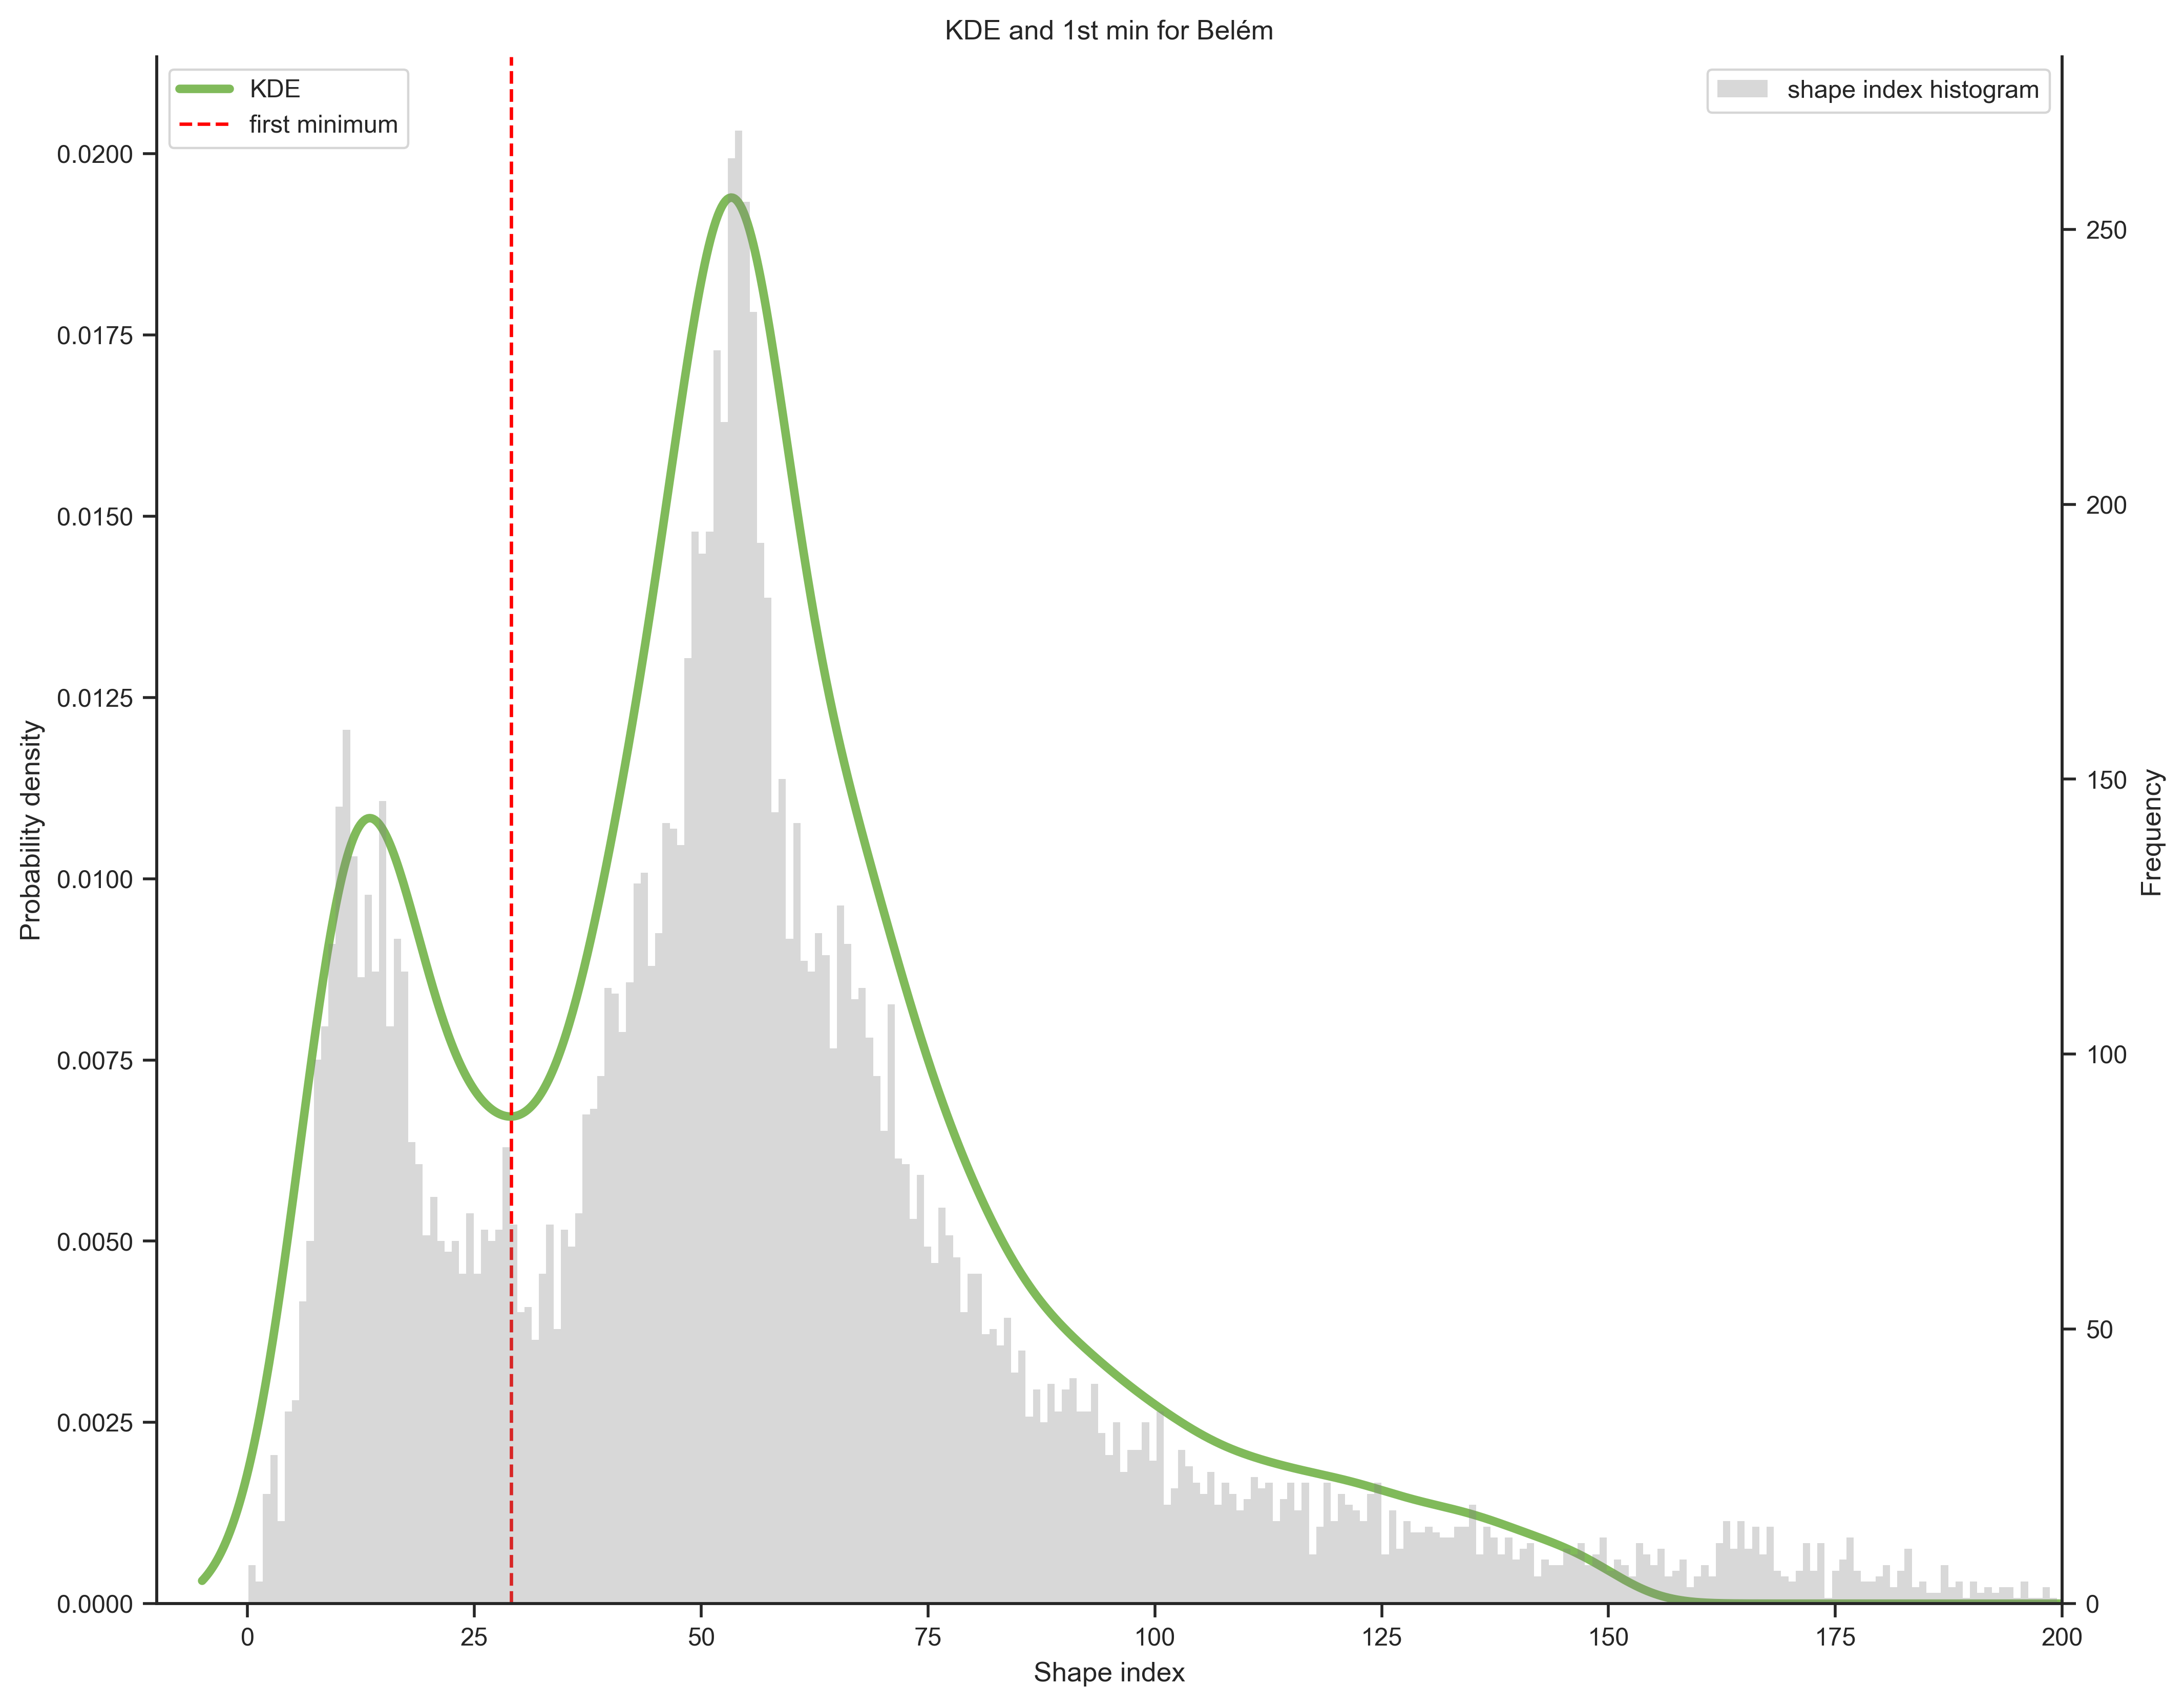 KDE and 1st min for Belém
KDE
first minimum
shape index histogram
0.0200
0.0175
0.0150
0.0125
0.0100
0.0075
0.0050
0.0025
0.0000
Probability density
250
200
150
100
50
0
Frequency
0 25 50 75 100 125 150 175 200
Shape index